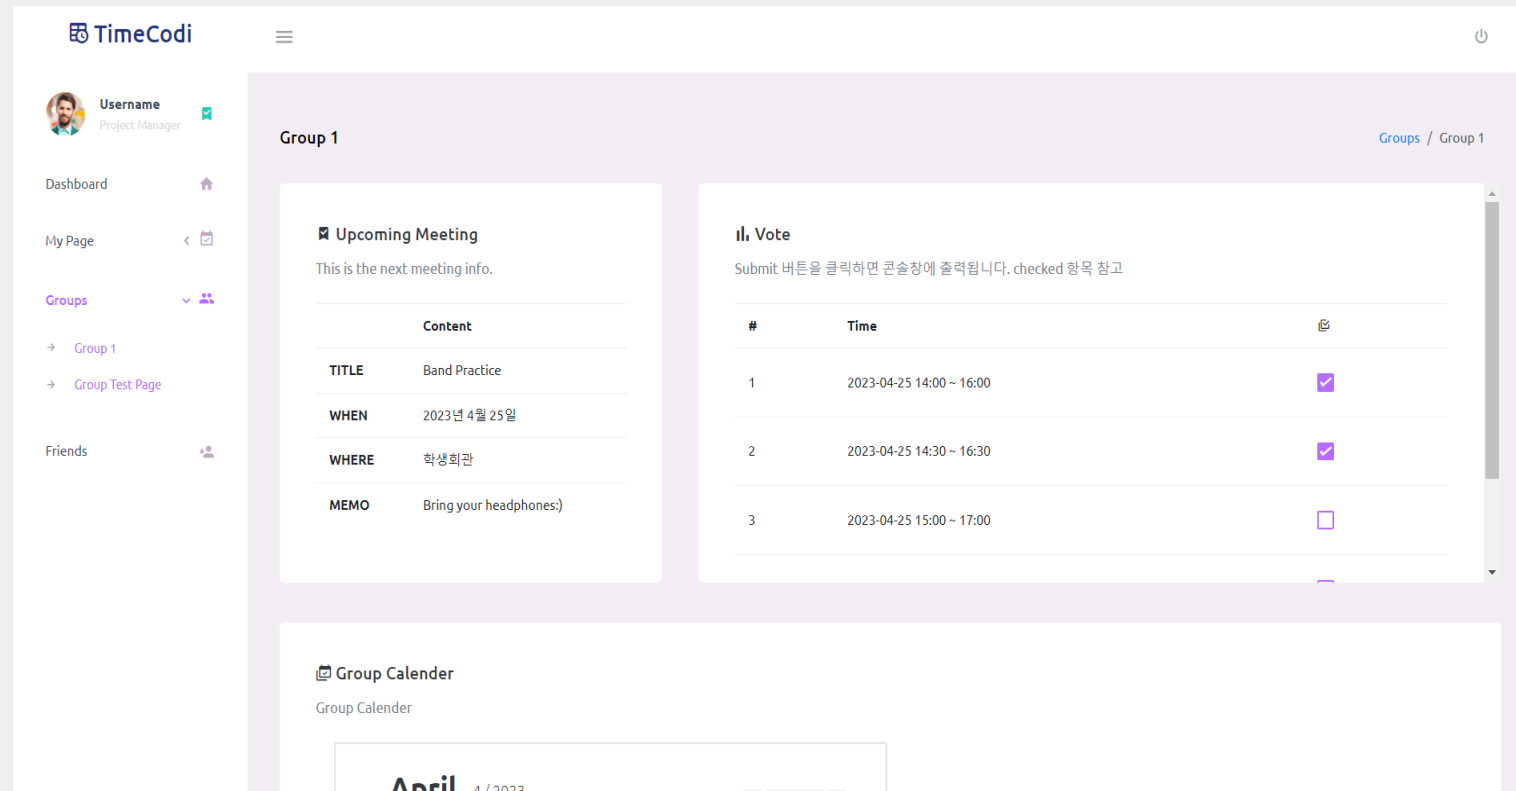 TimeCodi
Username
Project Manager
Dashboard
My Page
Groups
Group 1
Group Test Page
Friends
Group 1
Groups / Group 1
Upcoming Meeting
This is the next meeting info.
Content
TITLE Band Practice
WHEN 2023년 4월 25일
WHERE 학생회관
MEMO Bring your headphones:)
Vote
Submit 버튼을 클릭하면 콘솔창에 출력됩니다. checked 항목 참고
# Time
1 2023-04-25 14:00 ~ 16:00
2 2023-04-25 14:30 ~ 16:30
3 2023-04-25 15:00 ~ 17:00
Group Calender
Group Calender
April 4 / 2023